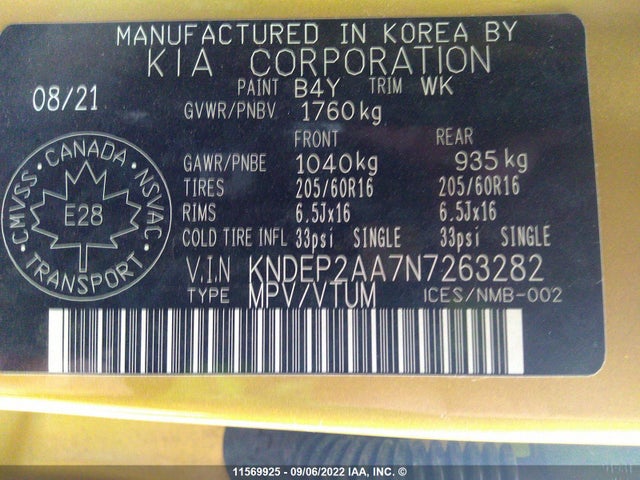 MANUFACTURED IN KOREA BY
KIA CORPORATION
08/21 PAINT B4Y TRIM WK
GVWR/PNBV 1760kg
FRONT REAR
GAWR/PNBE 1040kg 935kg
TIRES 205/60R16 205/60R16
RIMS 6.5Jx16 6.5Jx16
COLD TIRE INFL 33psi SINGLE 33psi SINGLE
V.I.N KNDEP2AA7N7263282
TYPE MPV/VTUM ICES/NMB-002
CANADA
CMVSS NSVAC
E28
TRANSPORT
11569925 - 09/06/2022 IAA, INC. ©